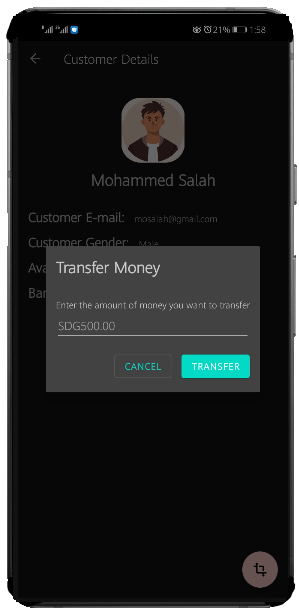 21% 1:58
Customer Details
Mohammed Salah
Customer E-mail: mosalah@gmail.com
Customer Gender: Male
Ava
Ban
Transfer Money
Enter the amount of money you want to transfer
SDG500.00
CANCEL TRANSFER